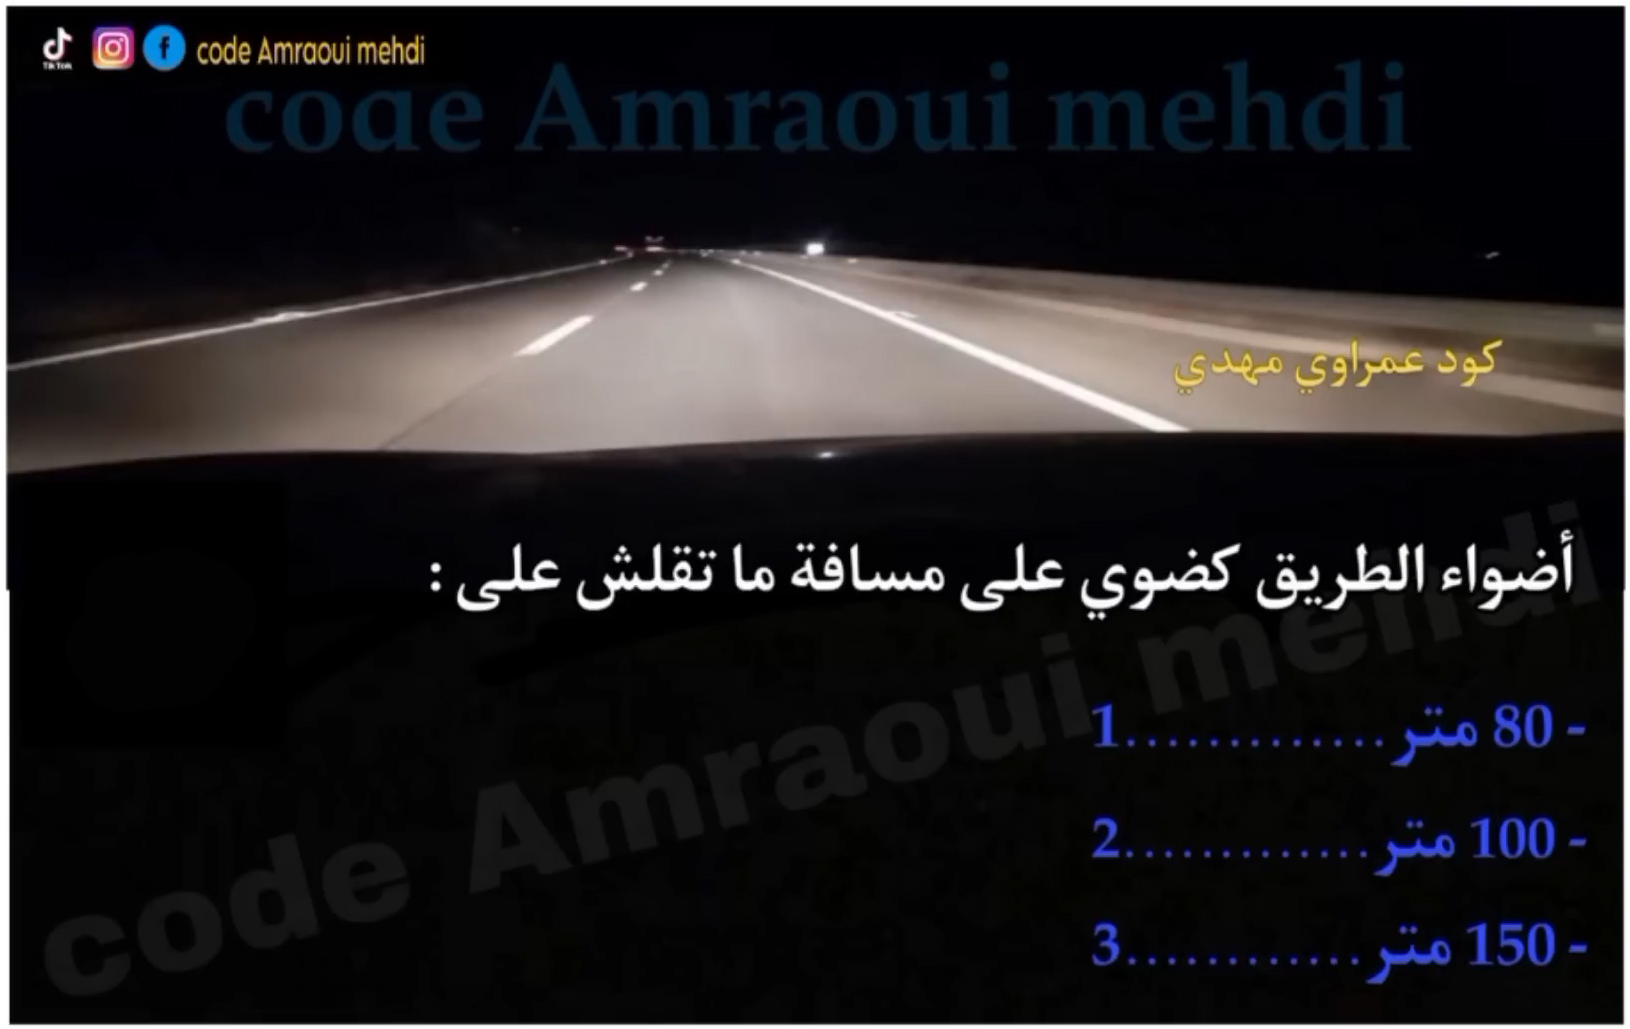 TikTok
code Amraoui mehdi
code Amraoui mehdi
كود عمراوي مهدي
أضواء الطريق كضوي على مسافة ما تقلش على :
- 80 متر.............1
- 100 متر.............2
- 150 متر............3
code Amraoui mehdi